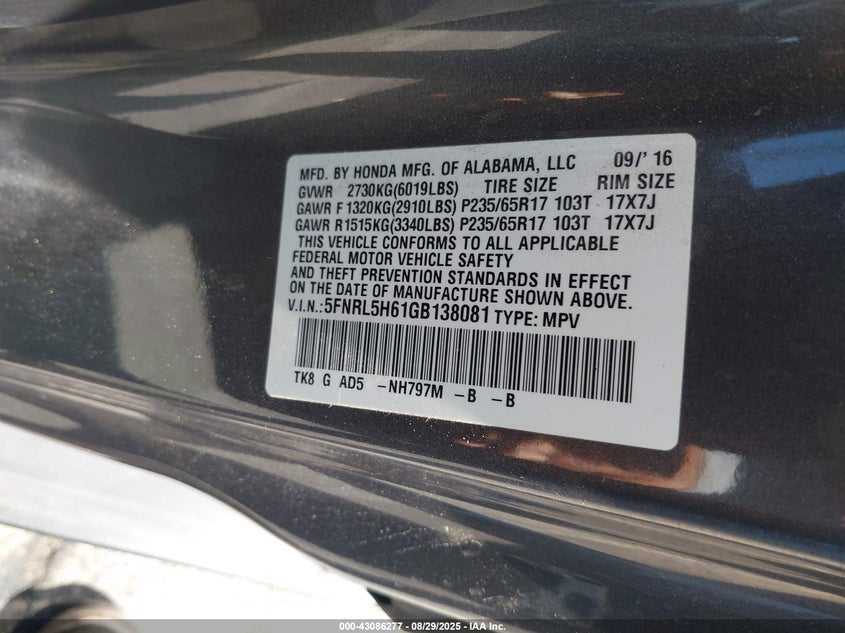 MFD. BY HONDA MFG. OF ALABAMA, LLC 09/' 16
GVWR 2730KG(6019LBS) TIRE SIZE RIM SIZE
GAWR F 1320KG(2910LBS) P235/65R17 103T 17X7J
GAWR R1515KG(3340LBS) P235/65R17 103T 17X7J
THIS VEHICLE CONFORMS TO ALL APPLICABLE
FEDERAL MOTOR VEHICLE SAFETY
AND THEFT PREVENTION STANDARDS IN EFFECT
ON THE DATE OF MANUFACTURE SHOWN ABOVE.
V.I.N.:5FNRL5H61GB138081 TYPE: MPV
TK8 G AD5 -NH797M -B -B
000-43086277 - 08/29/2025 - IAA Inc.